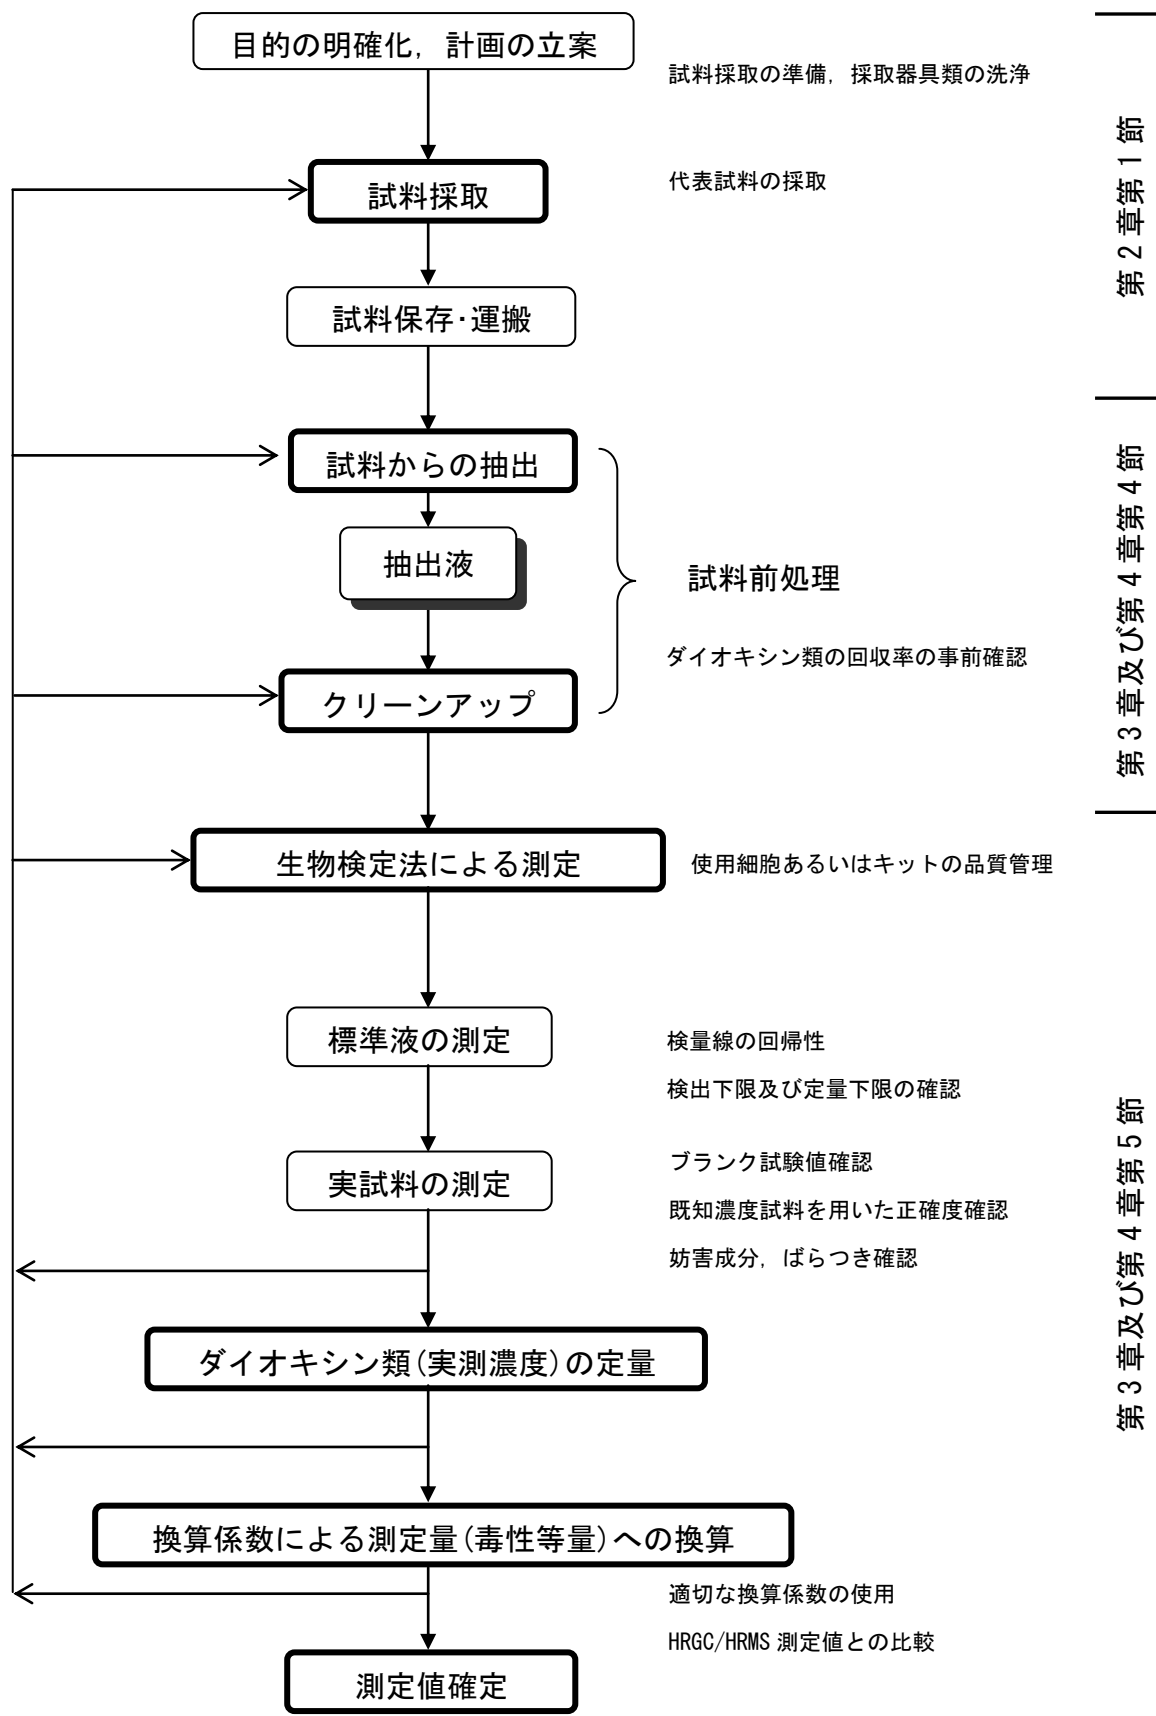 目的の明確化，計画の立案
試料採取の準備，採取器具類の洗浄
試料採取
代表試料の採取
試料保存・運搬
第２章第１節
試料からの抽出
抽出液
試料前処理
ダイオキシン類の回収率の事前確認
クリーンアップ
第３章及び第４章第４節
生物検定法による測定
使用細胞あるいはキットの品質管理
標準液の測定
検量線の回帰性
検出下限及び定量下限の確認
実試料の測定
ブランク試験値確認
既知濃度試料を用いた正確度確認
妨害成分，ばらつき確認
ダイオキシン類(実測濃度)の定量
換算係数による測定量(毒性等量)への換算
適切な換算係数の使用
HRGC/HRMS 測定値との比較
測定値確定
第３章及び第４章第５節